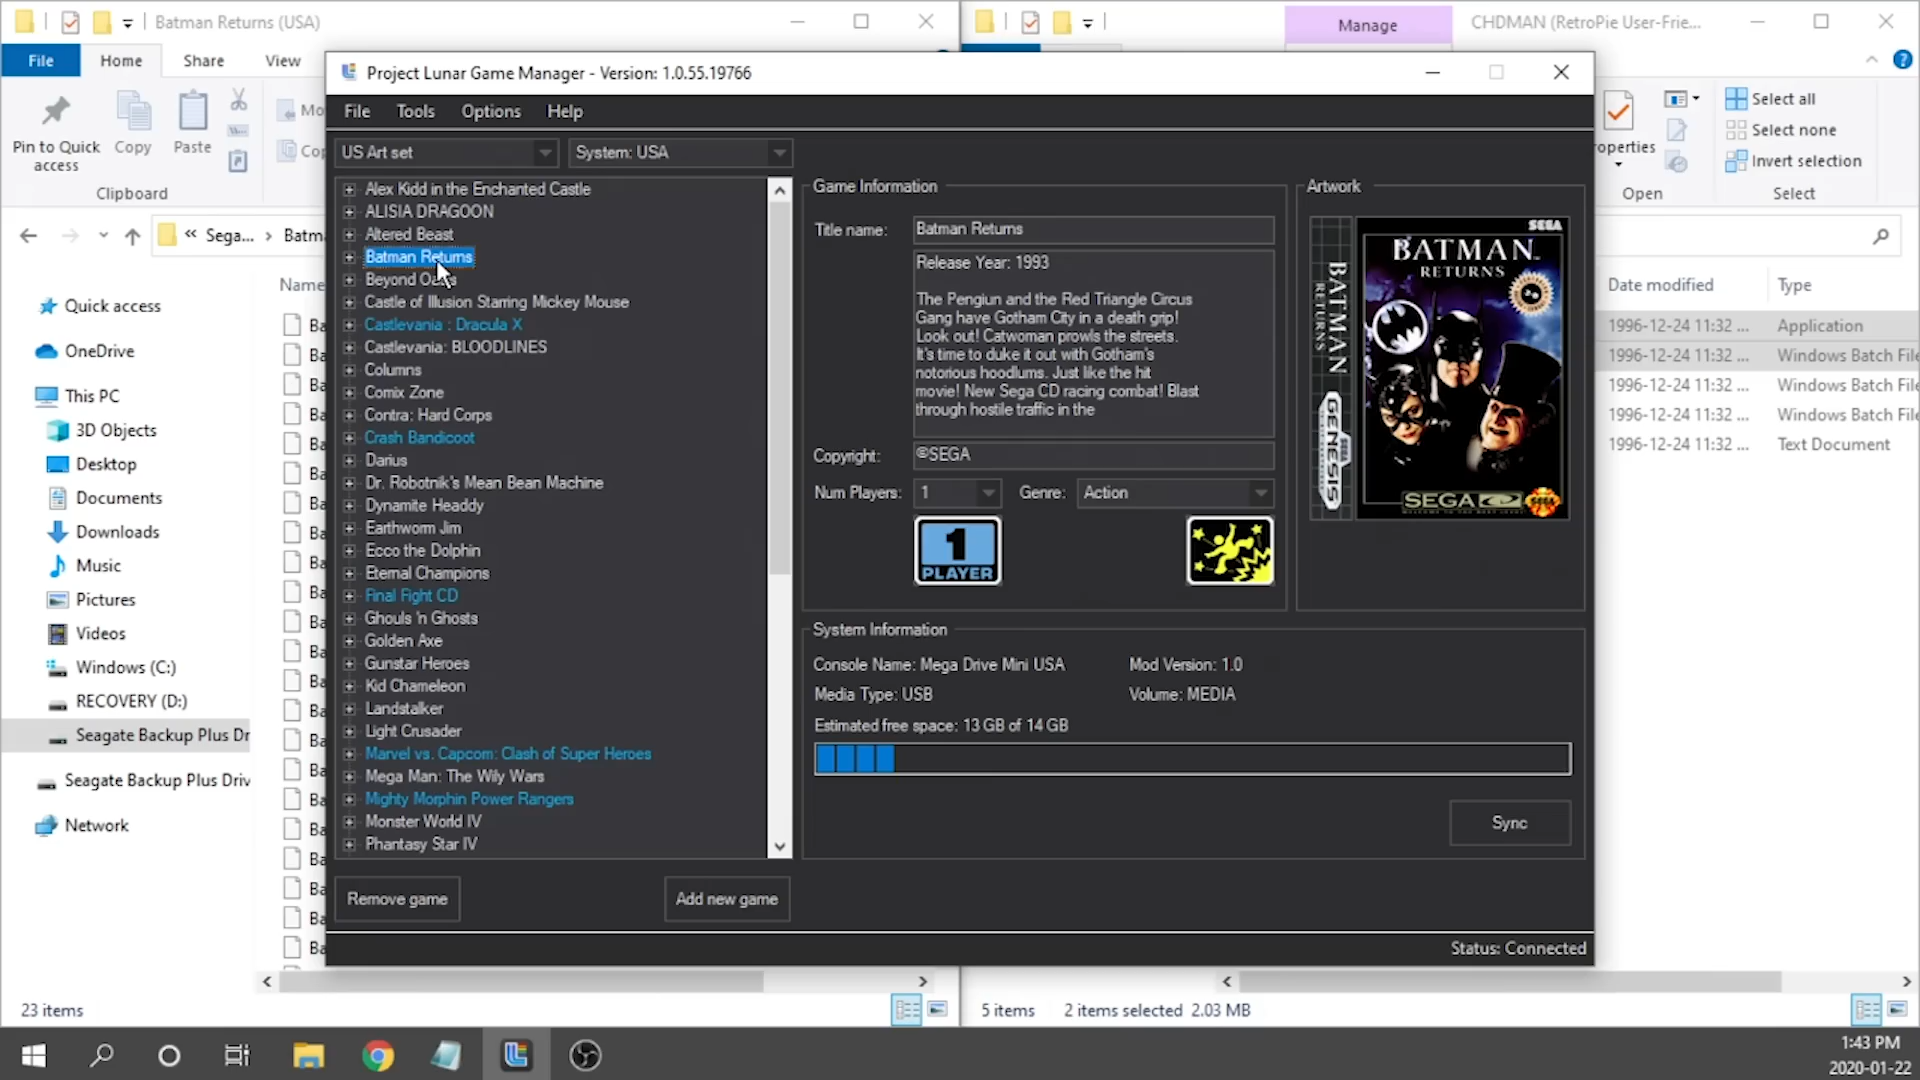 Batman Returns (USA)
File
Home
Share
View
Pin to Quick access
Copy
Paste
Clipboard
Sega...
Quick access
OneDrive
This PC
3D Objects
Desktop
Documents
Downloads
Music
Pictures
Videos
Windows (C:)
RECOVERY (D:)
Seagate Backup Plus Dr
Seagate Backup Plus Driv
Network
Name
23 items
Manage
CHDMAN (RetroPie User-Frie...
Select all
Select none
Invert selection
Open
Select
Date modified
Type
1996-12-24 11:32 ... Application
1996-12-24 11:32 ... Windows Batch File
1996-12-24 11:32 ... Windows Batch File
1996-12-24 11:32 ... Windows Batch File
1996-12-24 11:32 ... Text Document
5 items
2 items selected 2.03 MB
Project Lunar Game Manager - Version: 1.0.55.19766
File
Tools
Options
Help
US Art set
System: USA
Alex Kidd in the Enchanted Castle
ALISIA DRAGOON
Altered Beast
Batman Returns
Beyond
Castle of Illusion Starring Mickey Mouse
Castlevania : Dracula X
Castlevania: BLOODLINES
Columns
Comix Zone
Contra: Hard Corps
Crash Bandicoot
Darius
Dr. Robotnik's Mean Bean Machine
Dynamite Headdy
Earthworm Jim
Ecco the Dolphin
Eternal Champions
Final Fight CD
Ghouls 'n Ghosts
Golden Axe
Gunstar Heroes
Kid Chameleon
Landstalker
Light Crusader
Marvel vs. Capcom: Clash of Super Heroes
Mega Man: The Wily Wars
Mighty Morphin Power Rangers
Monster World IV
Phantasy Star IV
Remove game
Add new game
Game Information
Title name: Batman Returns
Release Year: 1993
The Pengiun and the Red Triangle Circus
Gang have Gotham City in a death grip!
Look out! Catwoman prowls the streets.
It's time to duke it out with Gotham's
notorious hoodlums. Just like the hit
movie! New Sega CD racing combat! Blast
through hostile traffic in the
Copyright: ©SEGA
Num Players: 1
Genre: Action
1
PLAYER
Artwork
BATMAN
RETURNS
GENESIS
SEGA
BATMAN
RETURNS
SEGA CD
System Information
Console Name: Mega Drive Mini USA
Mod Version: 1.0
Media Type: USB
Volume: MEDIA
Estimated free space: 13 GB of 14 GB
Sync
Status: Connected
1:43 PM
2020-01-22